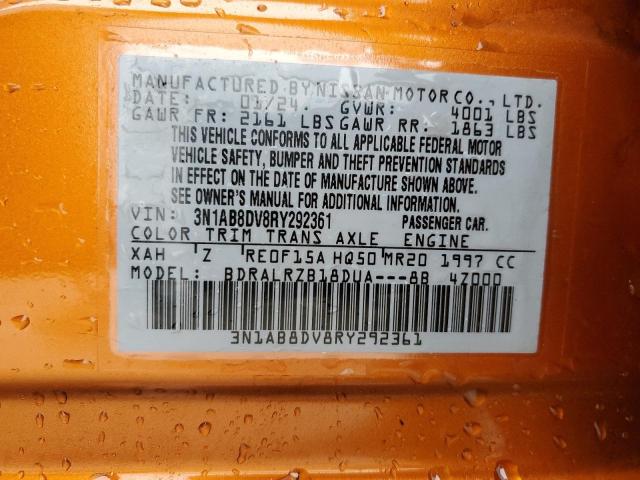 MANUFACTURED BY NISSAN MOTOR CO., LTD.
DATE: 01/24 GVWR: 4001 LBS
GAWR FR: 2161 LBS GAWR RR: 1863 LBS
THIS VEHICLE CONFORMS TO ALL APPLICABLE FEDERAL MOTOR
VEHICLE SAFETY, BUMPER AND THEFT PREVENTION STANDARDS
IN EFFECT ON THE DATE OF MANUFACTURE SHOWN ABOVE.
SEE OWNER'S MANUAL FOR ADDITIONAL INFORMATION.
VIN: 3N1AB8DV8RY292361 PASSENGER CAR.
COLOR TRIM TRANS AXLE ENGINE
XAH Z RE0F15A HQ50 MR20 1997 CC
MODEL: BDRALRZB18DUA---8B 4Z000
3N1AB8DV8RY292361